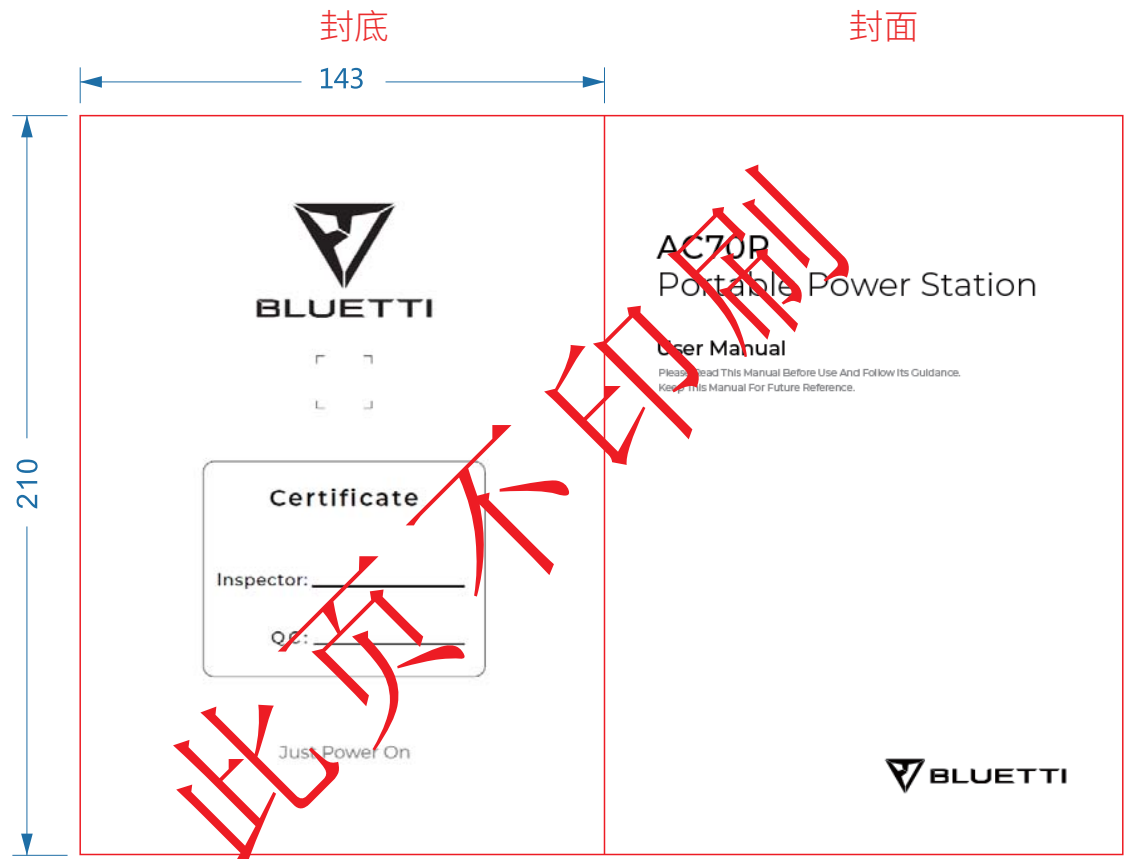 封底
封面
143
210
BLUETTI
Certificate
Inspector:
QC:
Just Power On
AC70P
Portable Power Station
User Manual
Please Read This Manual Before Use And Follow Its Guidance.
Keep This Manual For Future Reference.
BLUETTI
此页不印刷